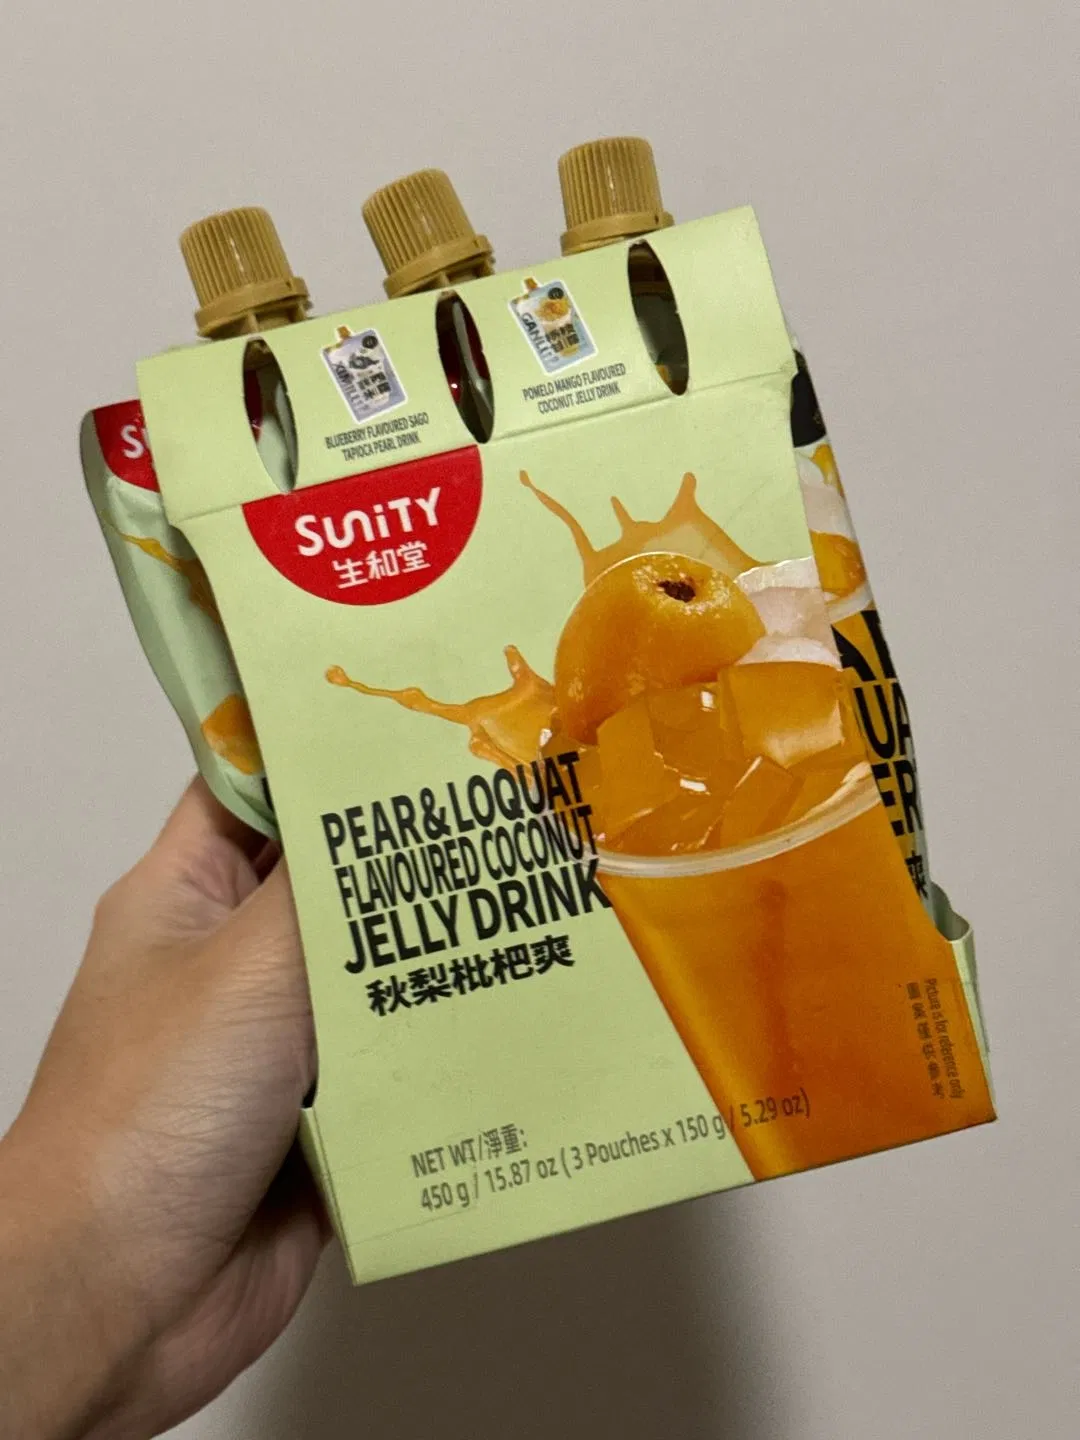 BLUEBERRY FLAVOURED SAGO
TAPIOCA PEARL DRINK
GANLU
POMELO MANGO FLAVOURED
COCONUT JELLY DRINK
SUNITY
生和堂
PEAR & LOQUAT
FLAVOURED COCONUT
JELLY DRINK
秋梨枇杷爽
NET WT/淨重:
450 g / 15.87 oz ( 3 Pouches x 150 g / 5.29 oz)
Picture is for reference only